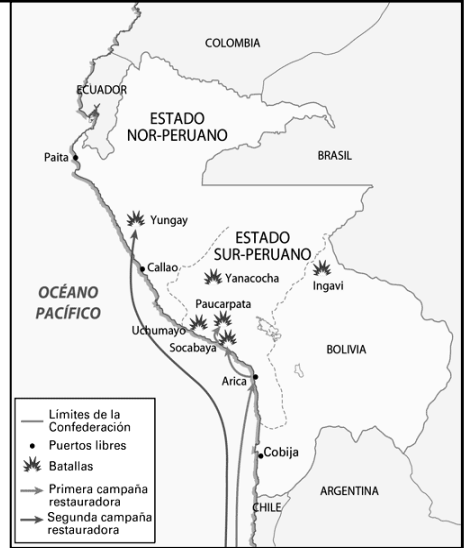 COLOMBIA
ECUADOR
ESTADO
NOR-PERUANO
Paita
BRASIL
Yungay
ESTADO
SUR-PERUANO
Callao
Yanacocha
Ingavi
OCÉANO
PACÍFICO
Paucarpata
Uchumayo
Socabaya
BOLIVIA
Arica
Cobija
CHILE
ARGENTINA
Límites de la
Confederación
Puertos libres
Batallas
Primera campaña
restauradora
Segunda campaña
restauradora